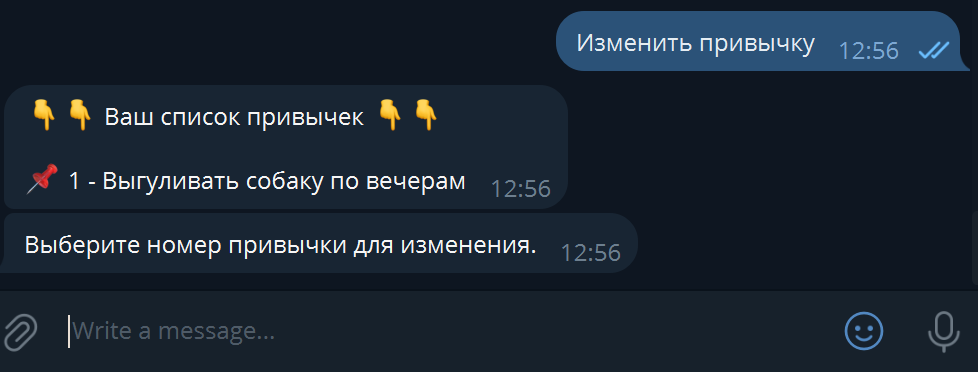 Изменить привычку 12:56
👇👇 Ваш список привычек 👇👇
📌 1 - Выгуливать собаку по вечерам 12:56
Выберите номер привычки для изменения. 12:56
Write a message...